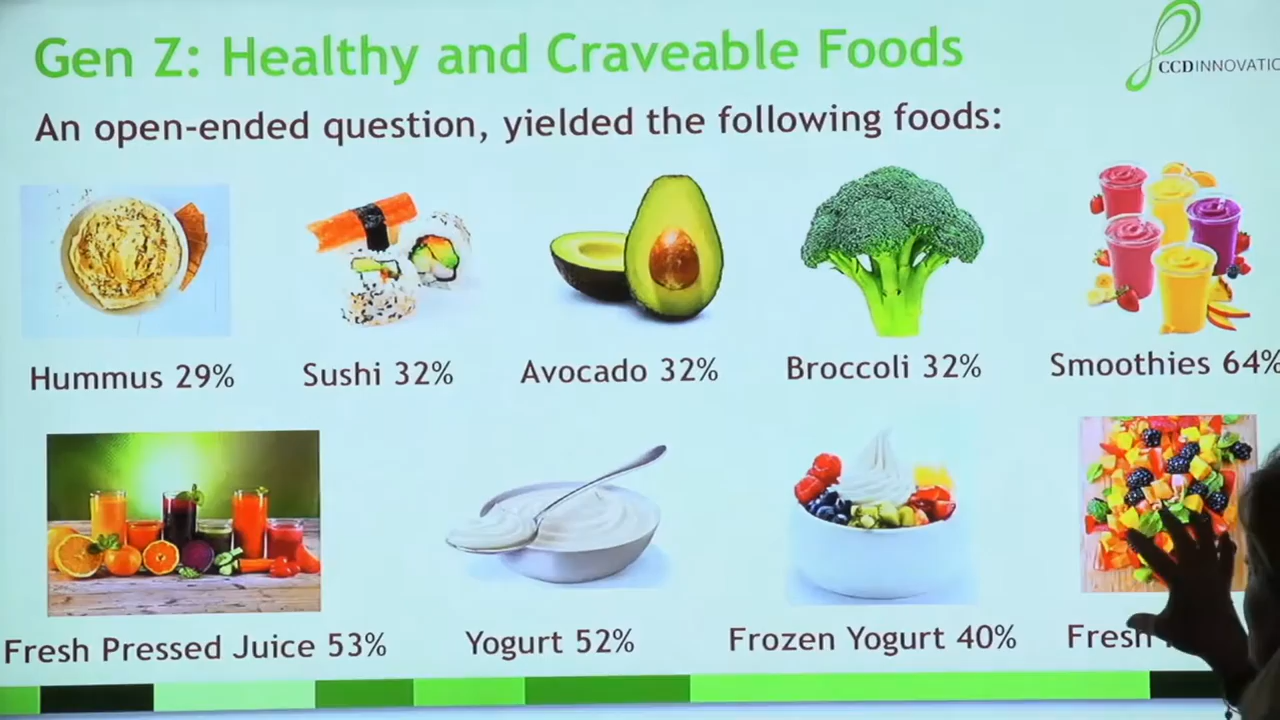 Gen Z: Healthy and Craveable Foods
CCDINNOVATIO
An open-ended question, yielded the following foods:
Hummus 29%
Sushi 32%
Avocado 32%
Broccoli 32%
Smoothies 64%
Fresh Pressed Juice 53%
Yogurt 52%
Frozen Yogurt 40%
Fresh